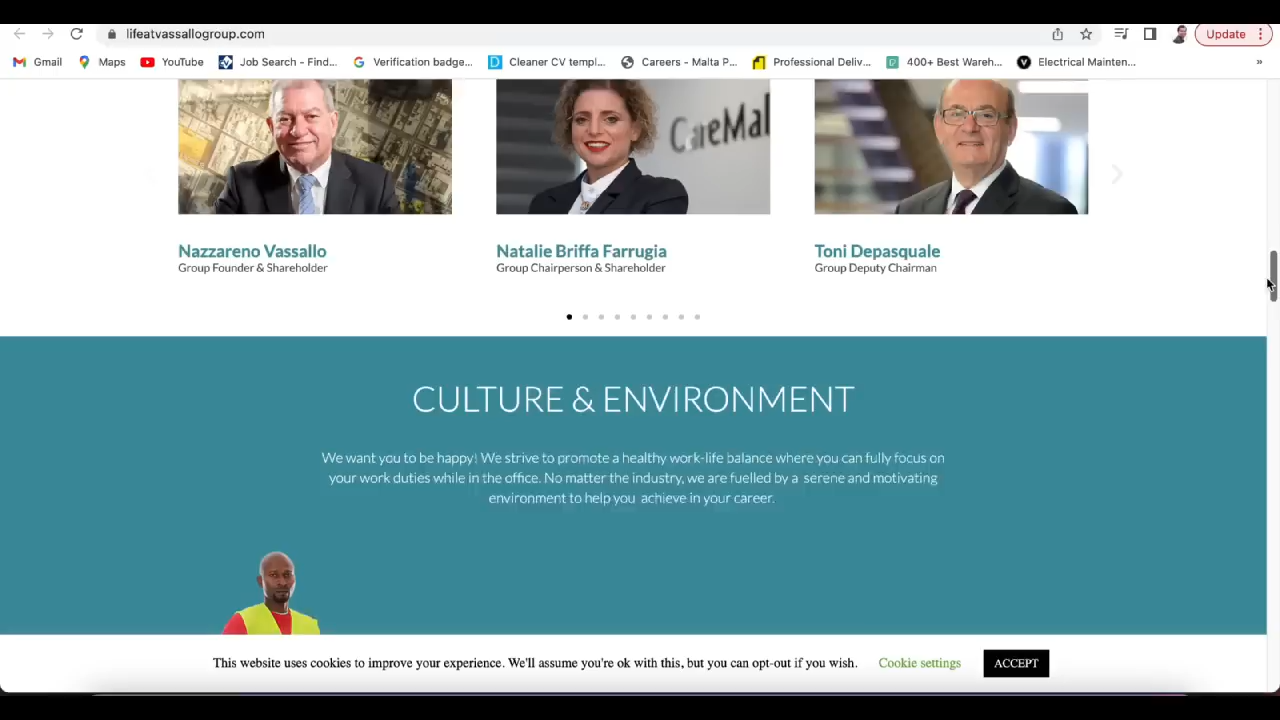 lifeatvassallogroup.com
Update
Gmail
Maps
YouTube
Job Search - Find...
Verification badge...
Cleaner CV templ...
Careers - Malta P...
Professional Deliv...
400+ Best Wareh...
Electrical Mainten...
»
CareMal
Nazzareno Vassallo
Group Founder & Shareholder
Natalie Briffa Farrugia
Group Chairperson & Shareholder
Toni Depasquale
Group Deputy Chairman
CULTURE & ENVIRONMENT
We want you to be happy! We strive to promote a healthy work-life balance where you can fully focus on
your work duties while in the office. No matter the industry, we are fuelled by a serene and motivating
environment to help you achieve in your career.
This website uses cookies to improve your experience. We'll assume you're ok with this, but you can opt-out if you wish.
Cookie settings
ACCEPT